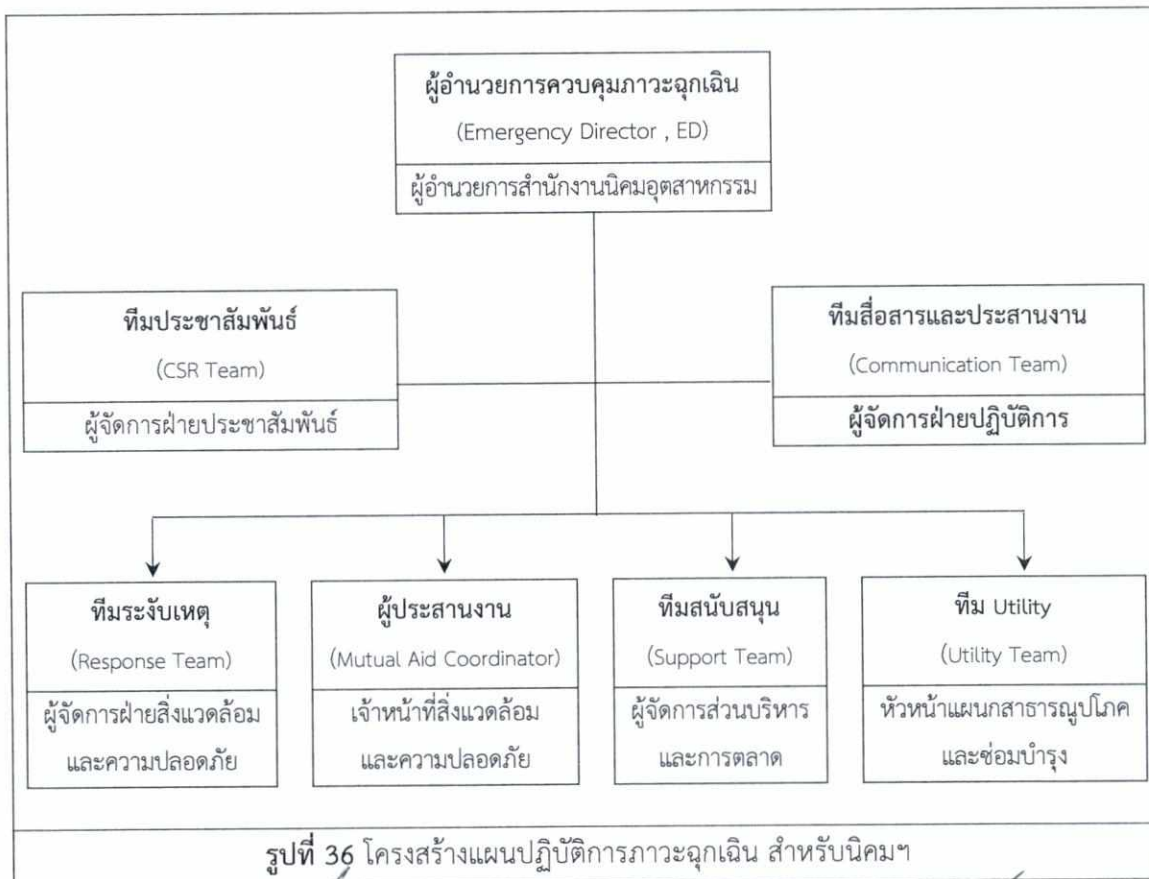 ผู้อำนวยการควบคุมภาวะฉุกเฉิน
(Emergency Director , ED)
ผู้อำนวยการสำนักงานนิคมอุตสาหกรรม
ทีมประชาสัมพันธ์
(CSR Team)
ผู้จัดการฝ่ายประชาสัมพันธ์
ทีมสื่อสารและประสานงาน
(Communication Team)
ผู้จัดการฝ่ายปฏิบัติการ
ทีมระงับเหตุ
(Response Team)
ผู้จัดการฝ่ายสิ่งแวดล้อม
และความปลอดภัย
ผู้ประสานงาน
(Mutual Aid Coordinator)
เจ้าหน้าที่สิ่งแวดล้อม
และความปลอดภัย
ทีมสนับสนุน
(Support Team)
ผู้จัดการส่วนบริหาร
และการตลาด
ทีม Utility
(Utility Team)
หัวหน้าแผนกสาธารณูปโภค
และซ่อมบำรุง
รูปที่ 36 โครงสร้างแผนปฏิบัติการภาวะฉุกเฉิน สำหรับนิคมฯ